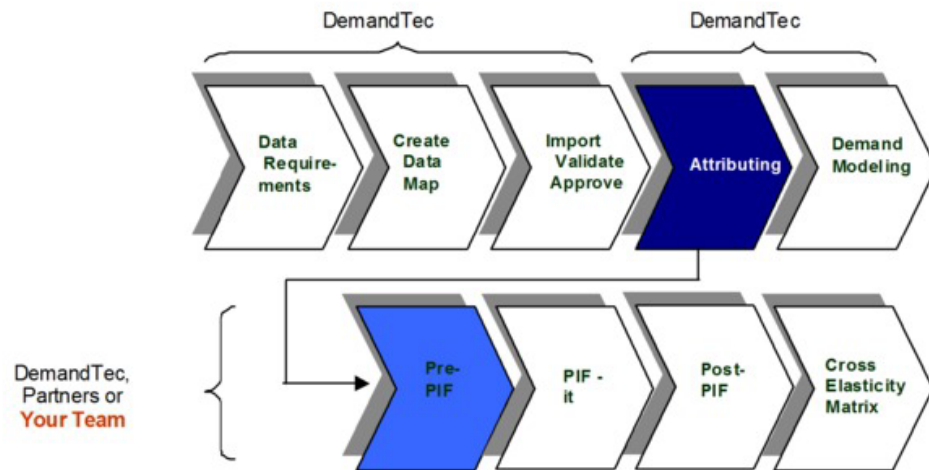 DemandTec
DemandTec
Data
Require-
ments
Create
Data
Map
Import
Validate
Approve
Attributing
Demand
Modeling
DemandTec,
Partners or
Your Team
Pre-
PIF
PIF -
it
Post-
PIF
Cross
Elasticity
Matrix